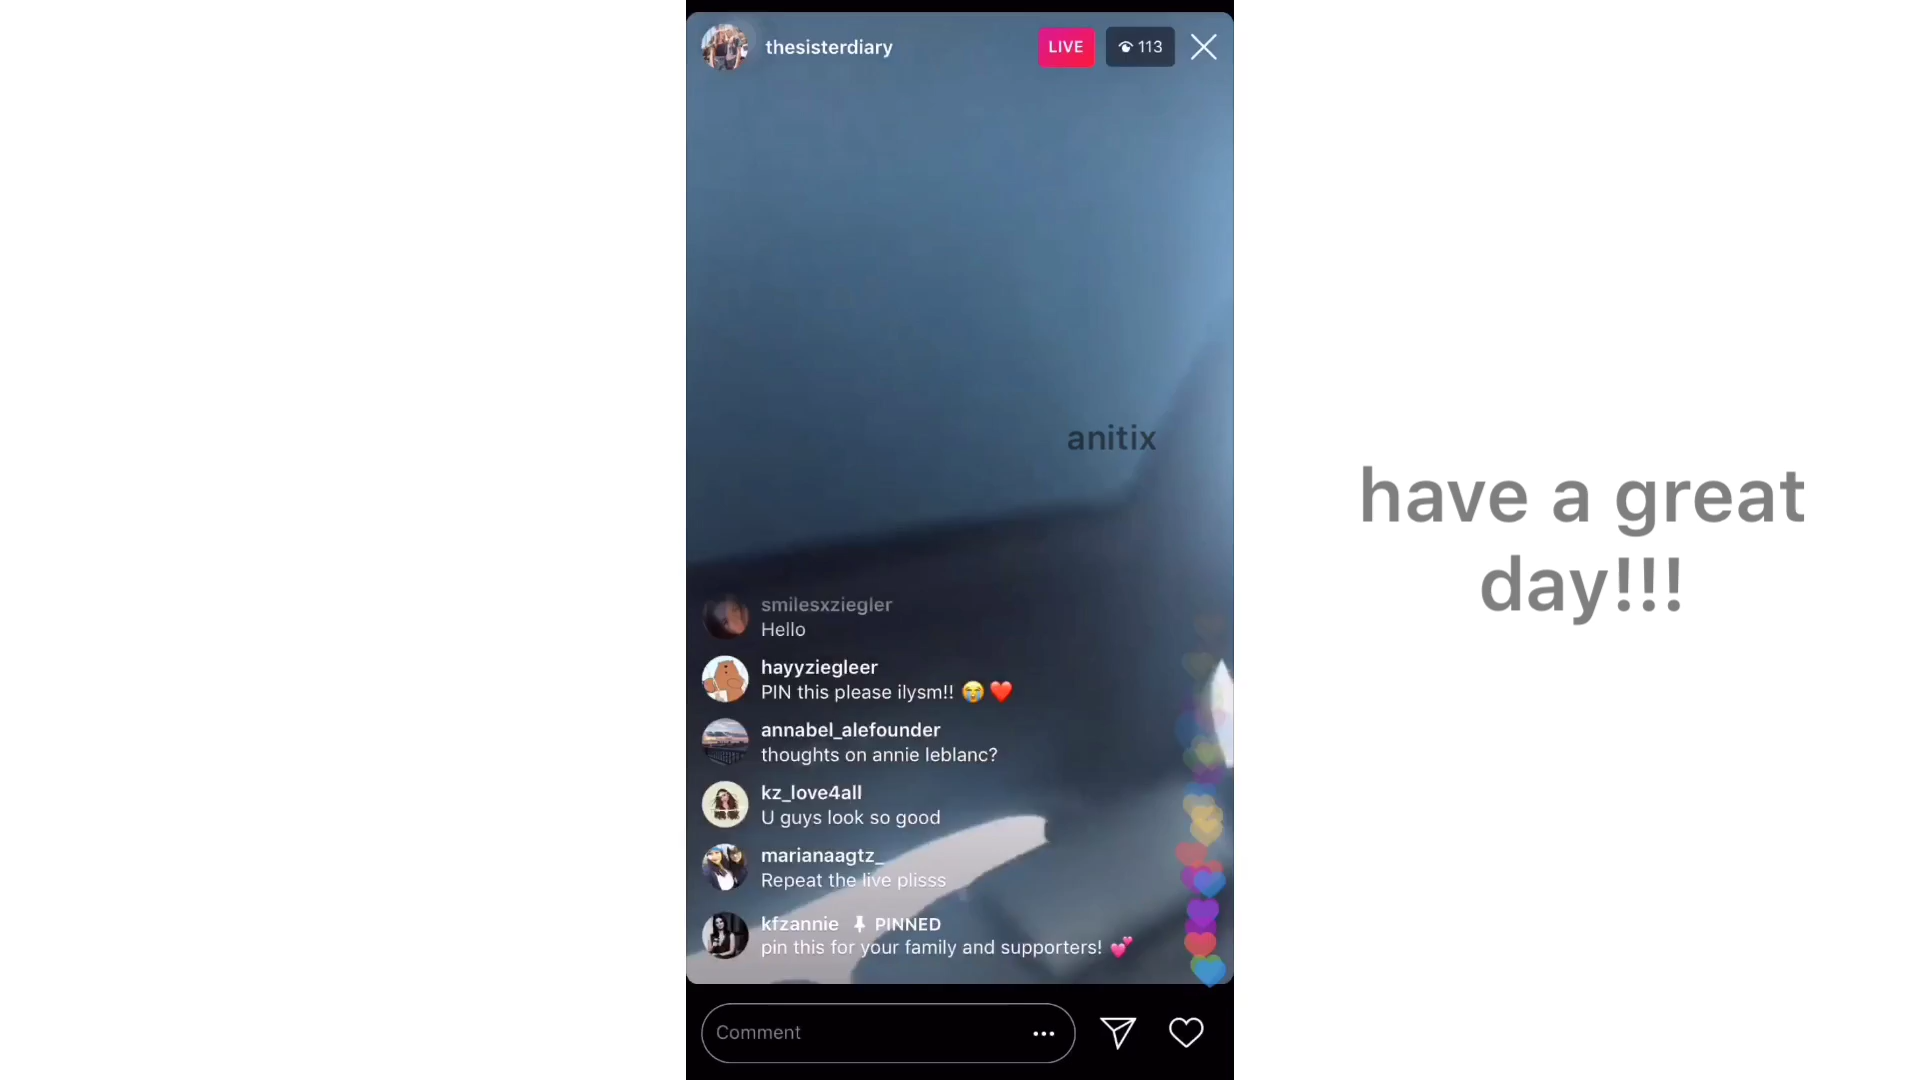 thesisterdiary
LIVE
113
anitix
have a great
day!!!
smilesxziegler
Hello
hayyziegleer
PIN this please ilysm!! 😭 ❤️
annabel_alefounder
thoughts on annie leblanc?
kz_love4all
U guys look so good
marianaagtz_
Repeat the live plisss
kfzannie 📌 PINNED
pin this for your family and supporters! 💕
Comment